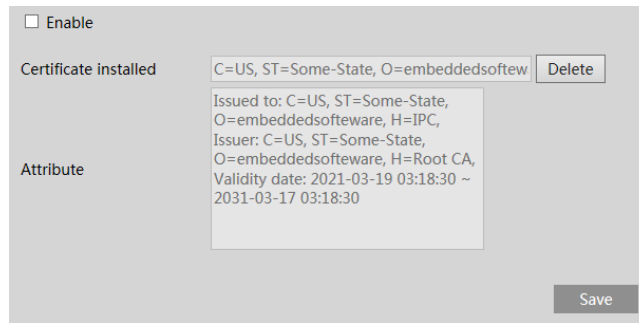 Enable
Certificate installed
C=US, ST=Some-State, O=embeddedsoftew
Delete
Attribute
Issued to: C=US, ST=Some-State,
O=embeddedsofteware, H=IPC,
Issuer: C=US, ST=Some-State,
O=embeddedsofteware, H=Root CA,
Validity date: 2021-03-19 03:18:30 ~
2031-03-17 03:18:30
Save